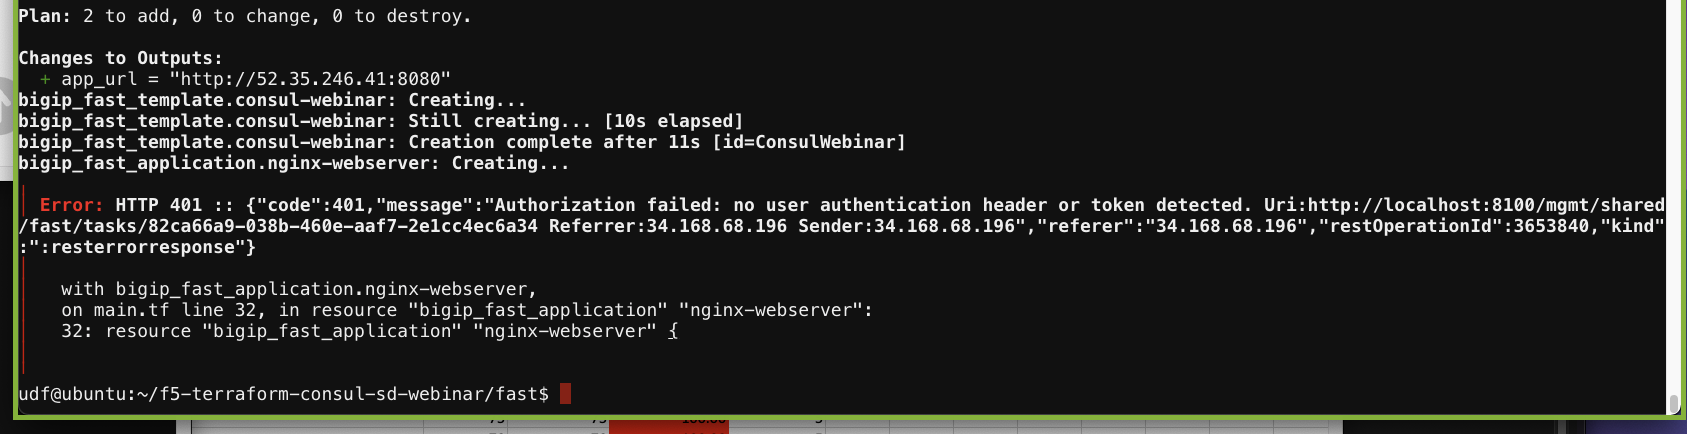 Plan: 2 to add, 0 to change, 0 to destroy.
Changes to Outputs:
+ app_url = "http://52.35.246.41:8080"
bigip_fast_template.consul-webinar: Creating...
bigip_fast_template.consul-webinar: Still creating... [10s elapsed]
bigip_fast_template.consul-webinar: Creation complete after 11s [id=ConsulWebinar]
bigip_fast_application.nginx-webserver: Creating...
Error: HTTP 401 :: {"code":401,"message":"Authorization failed: no user authentication header or token detected. Uri:http://localhost:8100/mgmt/shared
/fast/tasks/82ca66a9-038b-460e-aaf7-2e1cc4ec6a34 Referrer:34.168.68.196 Sender:34.168.68.196","referer":"34.168.68.196","restOperationId":3653840,"kind"
:":resterrorresponse"}
with bigip_fast_application.nginx-webserver,
on main.tf line 32, in resource "bigip_fast_application" "nginx-webserver":
32: resource "bigip_fast_application" "nginx-webserver" {
udf@ubuntu:~/f5-terraform-consul-sd-webinar/fast$